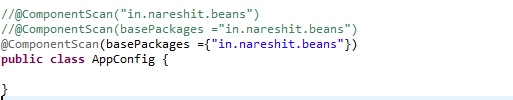 //@ComponentScan("in.nareshit.beans")
//@ComponentScan(basePackages ="in.nareshit.beans")
@ComponentScan(basePackages ={"in.nareshit.beans"})
public class AppConfig {
}